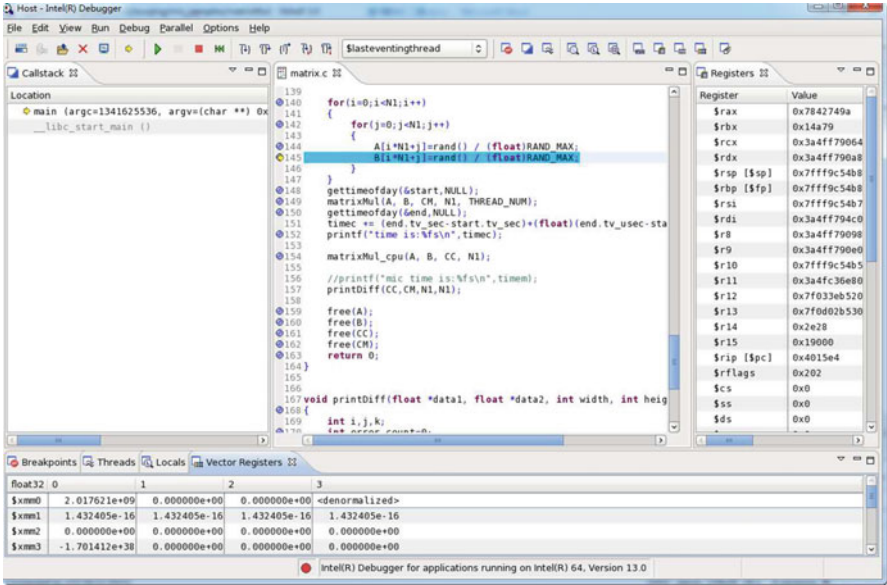 Host - Intel(R) Debugger
File Edit View Run Debug Parallel Options Help
$lasteventingthread
Callstack
Location
main (argc=1341625536, argv=(char **) 0x
__libc_start_main ()
matrix.c
139
140 for(i=0;i<N1;i++)
141 {
142 for(j=0;j<N1;j++)
143 {
144 A[i*N1+j]=rand() / (float)RAND_MAX;
145 B[i*N1+j]=rand() / (float)RAND_MAX;
146 }
147 }
148 gettimeofday(&start,NULL);
149 matrixMul(A, B, CM, N1, THREAD_NUM);
150 gettimeofday(&end,NULL);
151 timec += (end.tv_sec-start.tv_sec)+(float)(end.tv_usec-sta
152 printf("time is:%fs\n",timec);
153
154 matrixMul_cpu(A, B, CC, N1);
155
156 //printf("mic time is:%fs\n",timem);
157 printDiff(CC,CM,N1,N1);
158
159 free(A);
160 free(B);
161 free(CC);
162 free(CM);
163 return 0;
164 }
165
166
167 void printDiff(float *data1, float *data2, int width, int heig
168 {
169 int i,j,k;
170 int error_count=0;
Registers
Register Value
$rax 0x7842749a
$rbx 0x14a79
$rcx 0x3a4ff79064
$rdx 0x3a4ff790a8
$rsp [$sp] 0x7fff9c54b8
$rbp [$fp] 0x7fff9c54b8
$rsi 0x7fff9c54b7
$rdi 0x3a4ff794c0
$r8 0x3a4ff79098
$r9 0x3a4ff790e0
$r10 0x7fff9c54b5
$r11 0x3a4fc36e80
$r12 0x7f033eb520
$r13 0x7f0d02b530
$r14 0x2e28
$r15 0x19000
$rip [$pc] 0x4015e4
$rflags 0x202
$cs 0x0
$ss 0x0
$ds 0x0
Breakpoints Threads Locals Vector Registers
float32 0 1 2 3
$xmm0 2.017621e+09 0.000000e+00 0.000000e+00 <denormalized>
$xmm1 1.432405e-16 1.432405e-16 1.432405e-16 1.432405e-16
$xmm2 0.000000e+00 0.000000e+00 0.000000e+00 0.000000e+00
$xmm3 -1.701412e+38 0.000000e+00 0.000000e+00 0.000000e+00
Intel(R) Debugger for applications running on Intel(R) 64, Version 13.0